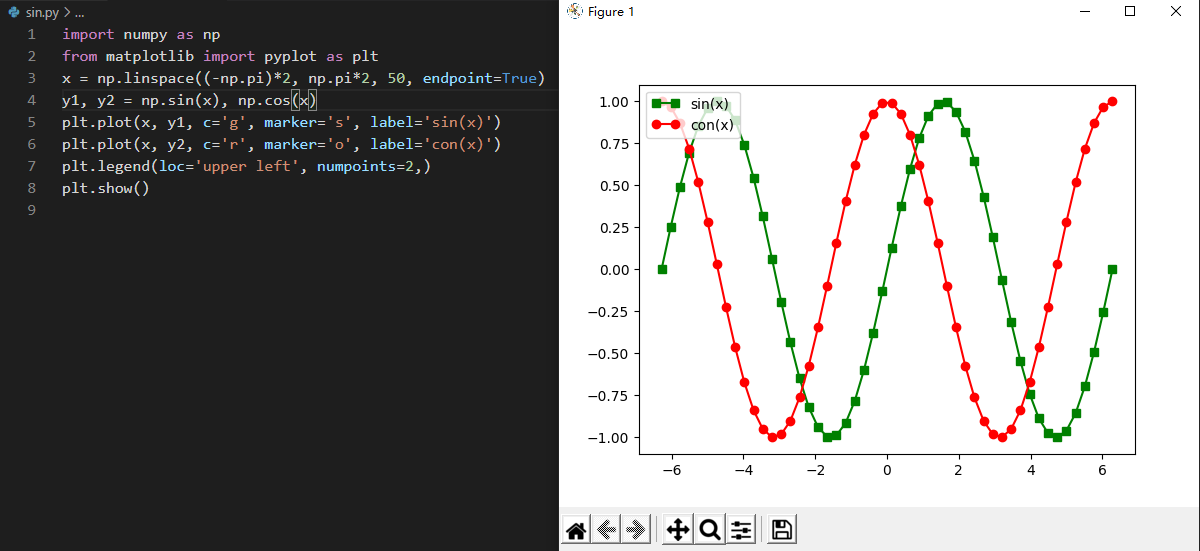 sin.py > ...
1 import numpy as np
2 from matplotlib import pyplot as plt
3 x = np.linspace((-np.pi)*2, np.pi*2, 50, endpoint=True)
4 y1, y2 = np.sin(x), np.cos(x)
5 plt.plot(x, y1, c='g', marker='s', label='sin(x)')
6 plt.plot(x, y2, c='r', marker='o', label='con(x)')
7 plt.legend(loc='upper left', numpoints=2,)
8 plt.show()
9
Figure 1
sin(x)
con(x)
1.00
0.75
0.50
0.25
0.00
−0.25
−0.50
−0.75
−1.00
−6 −4 −2 0 2 4 6